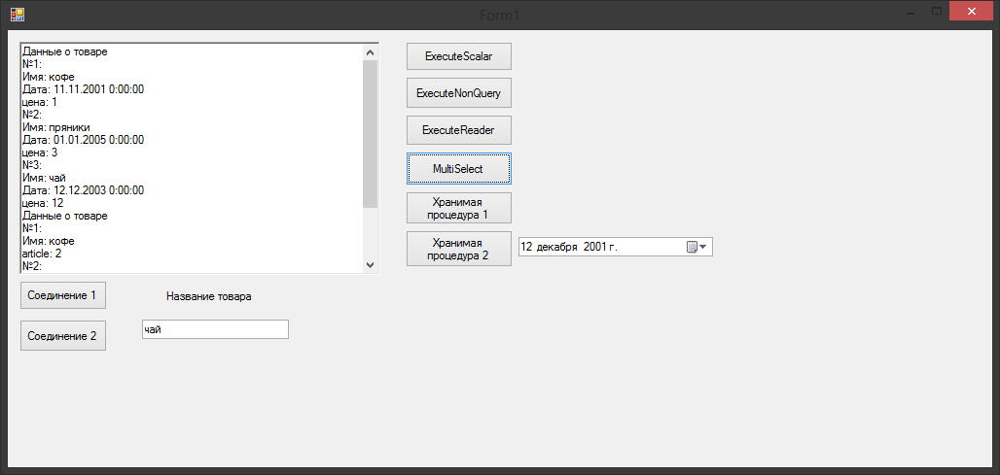 Form1
Данные о товаре
№1:
Имя: кофе
Дата: 11.11.2001 0:00:00
цена: 1
№2:
Имя: пряники
Дата: 01.01.2005 0:00:00
цена: 3
№3:
Имя: чай
Дата: 12.12.2003 0:00:00
цена: 12
Данные о товаре
№1:
Имя: кофе
article: 2
№2:
ExecuteScalar
ExecuteNonQuery
ExecuteReader
MultiSelect
Хранимая
процедура 1
Хранимая
процедура 2
12 декабря 2001 г.
Соединение 1
Название товара
Соединение 2
чай